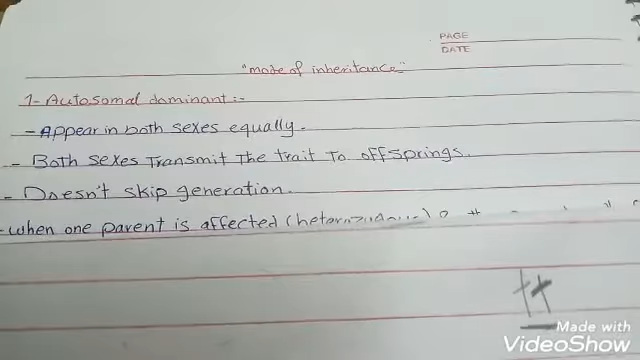 PAGE
DATE
"mode of inheritance"
1- Autosomal dominant:-
- Appear in both sexes equally.
- Both sexes Transmit The trait To offsprings.
- Doesn't skip generation.
- when one parent is affected
Made with
VideoShow